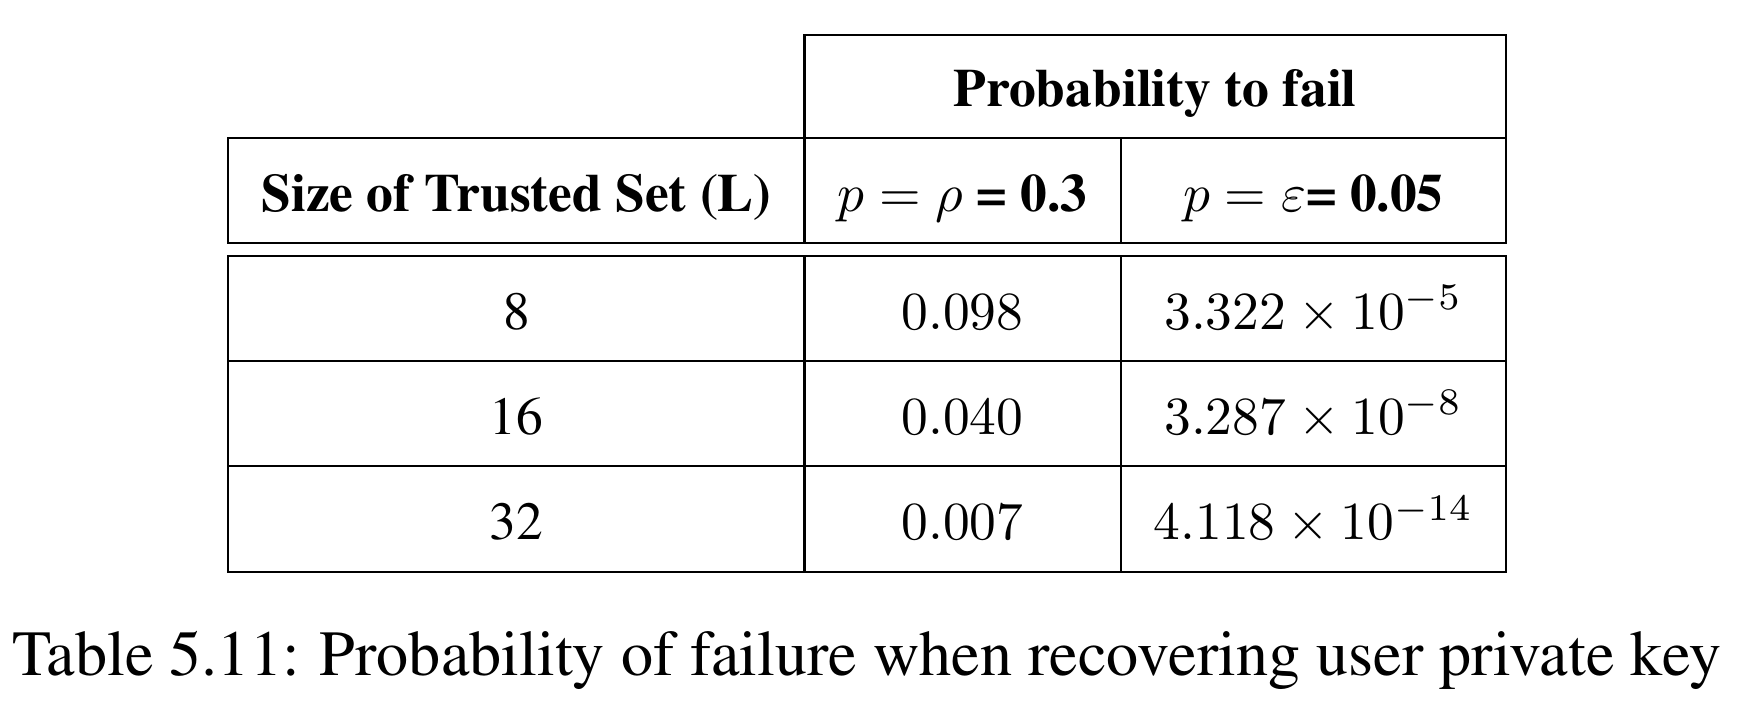 Probability to fail
Size of Trusted Set (L) p = ρ = 0.3 p = ε= 0.05
8 0.098 3.322 × 10⁻⁵
16 0.040 3.287 × 10⁻⁸
32 0.007 4.118 × 10⁻¹⁴
Table 5.11: Probability of failure when recovering user private key